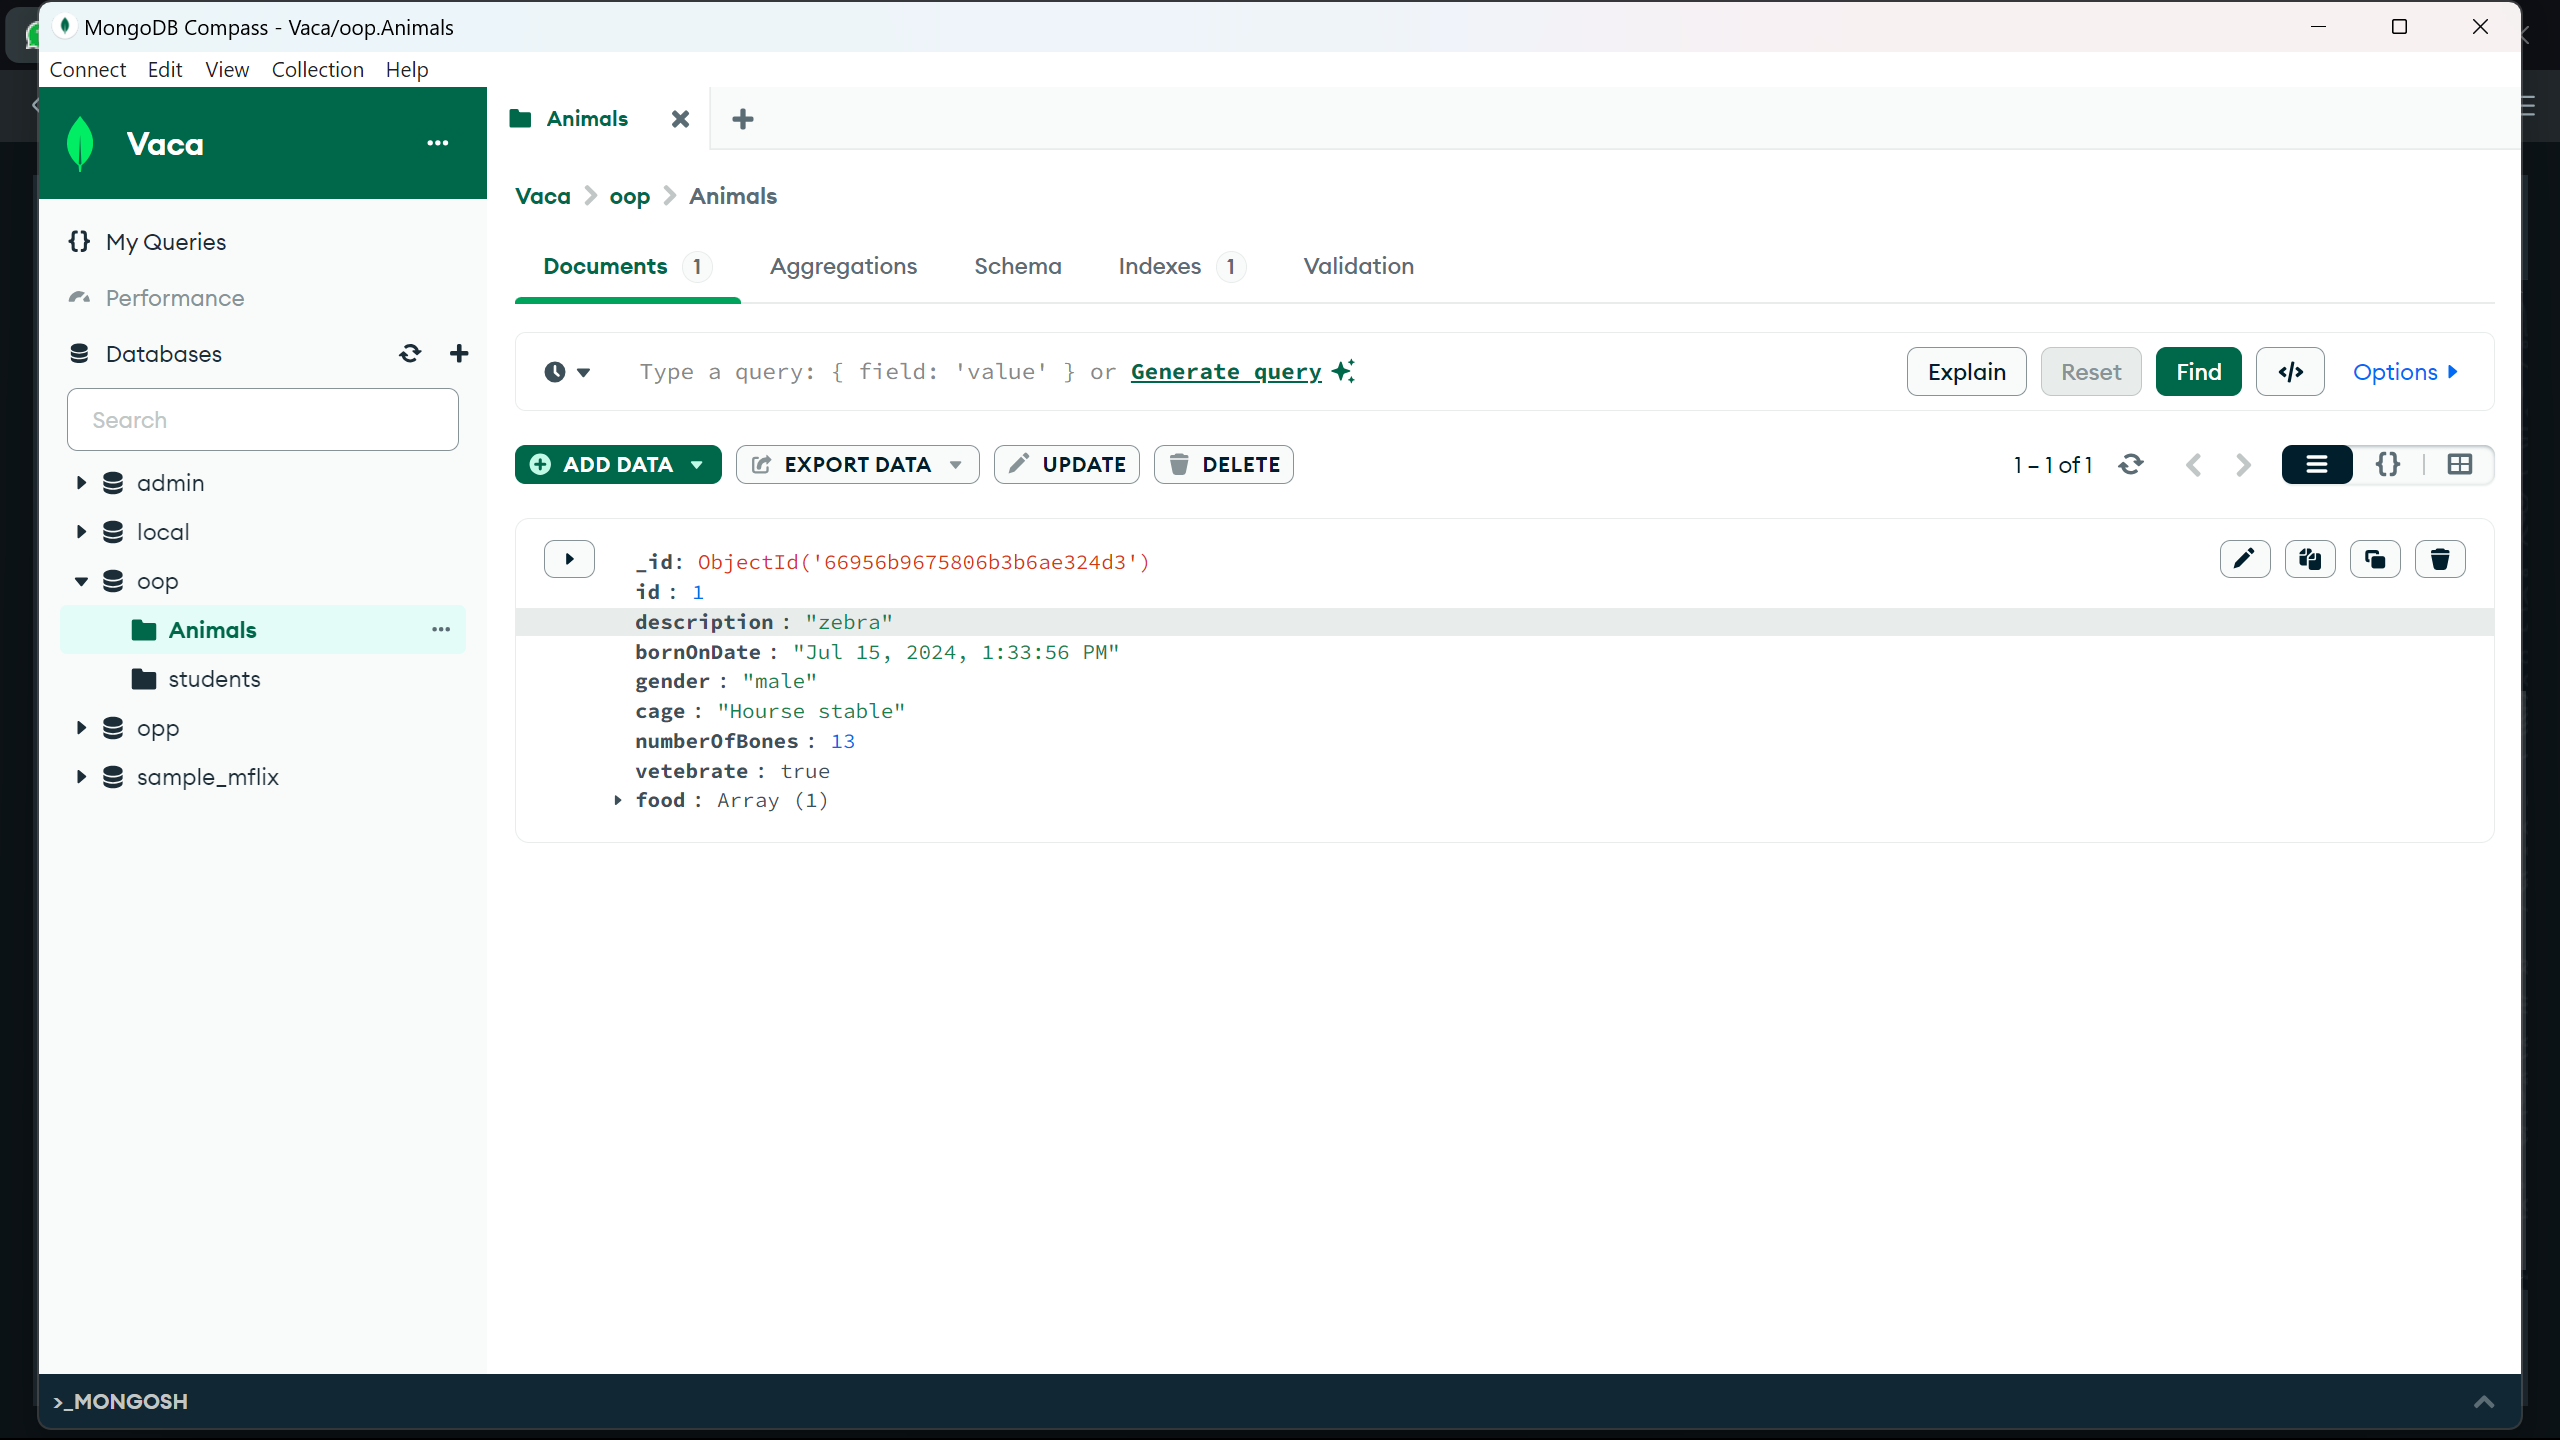 MongoDB Compass - Vaca/oop.Animals
Connect Edit View Collection Help
Vaca
My Queries
Performance
Databases
Search
admin
local
oop
Animals
students
opp
sample_mflix
Animals
Vaca oop Animals
Documents 1 Aggregations Schema Indexes 1 Validation
Type a query: { field: 'value' } or Generate query
Explain Reset Find </> Options
ADD DATA EXPORT DATA UPDATE DELETE
1 – 1 of 1 {}
_id: ObjectId('66956b9675806b3b6ae324d3')
id : 1
description : "zebra"
bornOnDate : "Jul 15, 2024, 1:33:56 PM"
gender : "male"
cage : "Hourse stable"
numberOfBones : 13
vetebrate : true
food : Array (1)
>_MONGOSH